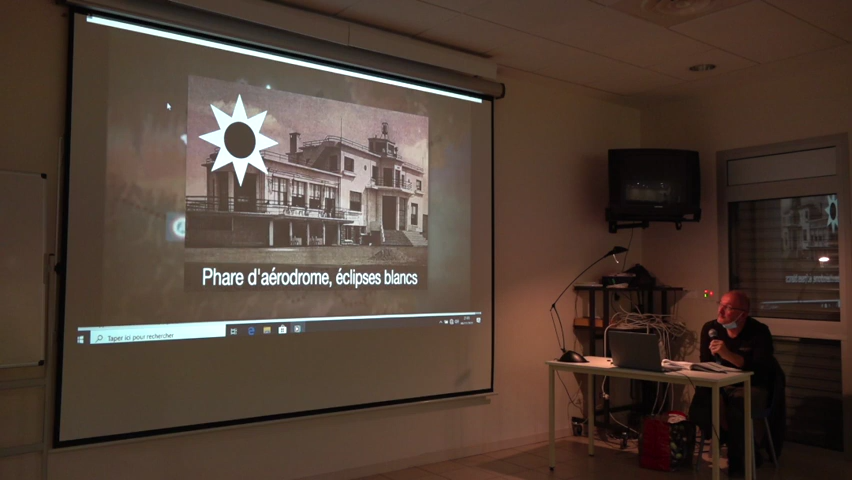 Phare d'aérodrome, éclipses blancs
Taper ici pour rechercher